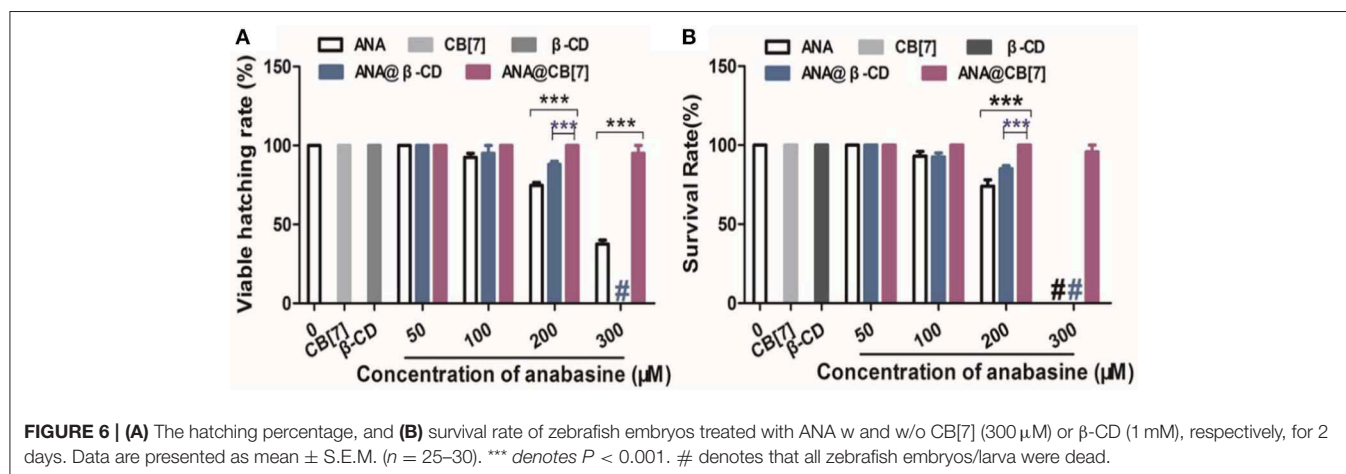 A
ANA CB[7] β-CD
ANA@β-CD ANA@CB[7]
Viable hatching rate (%)
150
100
50
0
***
***
***
#
0 CB[7] β-CD 50 100 200 300
Concentration of anabasine (μM)
B
ANA CB[7] β-CD
ANA@β-CD ANA@CB[7]
Survival Rate(%)
150
100
50
0
***
***
# #
0 CB[7] β-CD 50 100 200 300
Concentration of anabasine (μM)
FIGURE 6 | (A) The hatching percentage, and (B) survival rate of zebrafish embryos treated with ANA w and w/o CB[7] (300 μM) or β-CD (1 mM), respectively, for 2
days. Data are presented as mean ± S.E.M. (n = 25–30). *** denotes P < 0.001. # denotes that all zebrafish embryos/larva were dead.